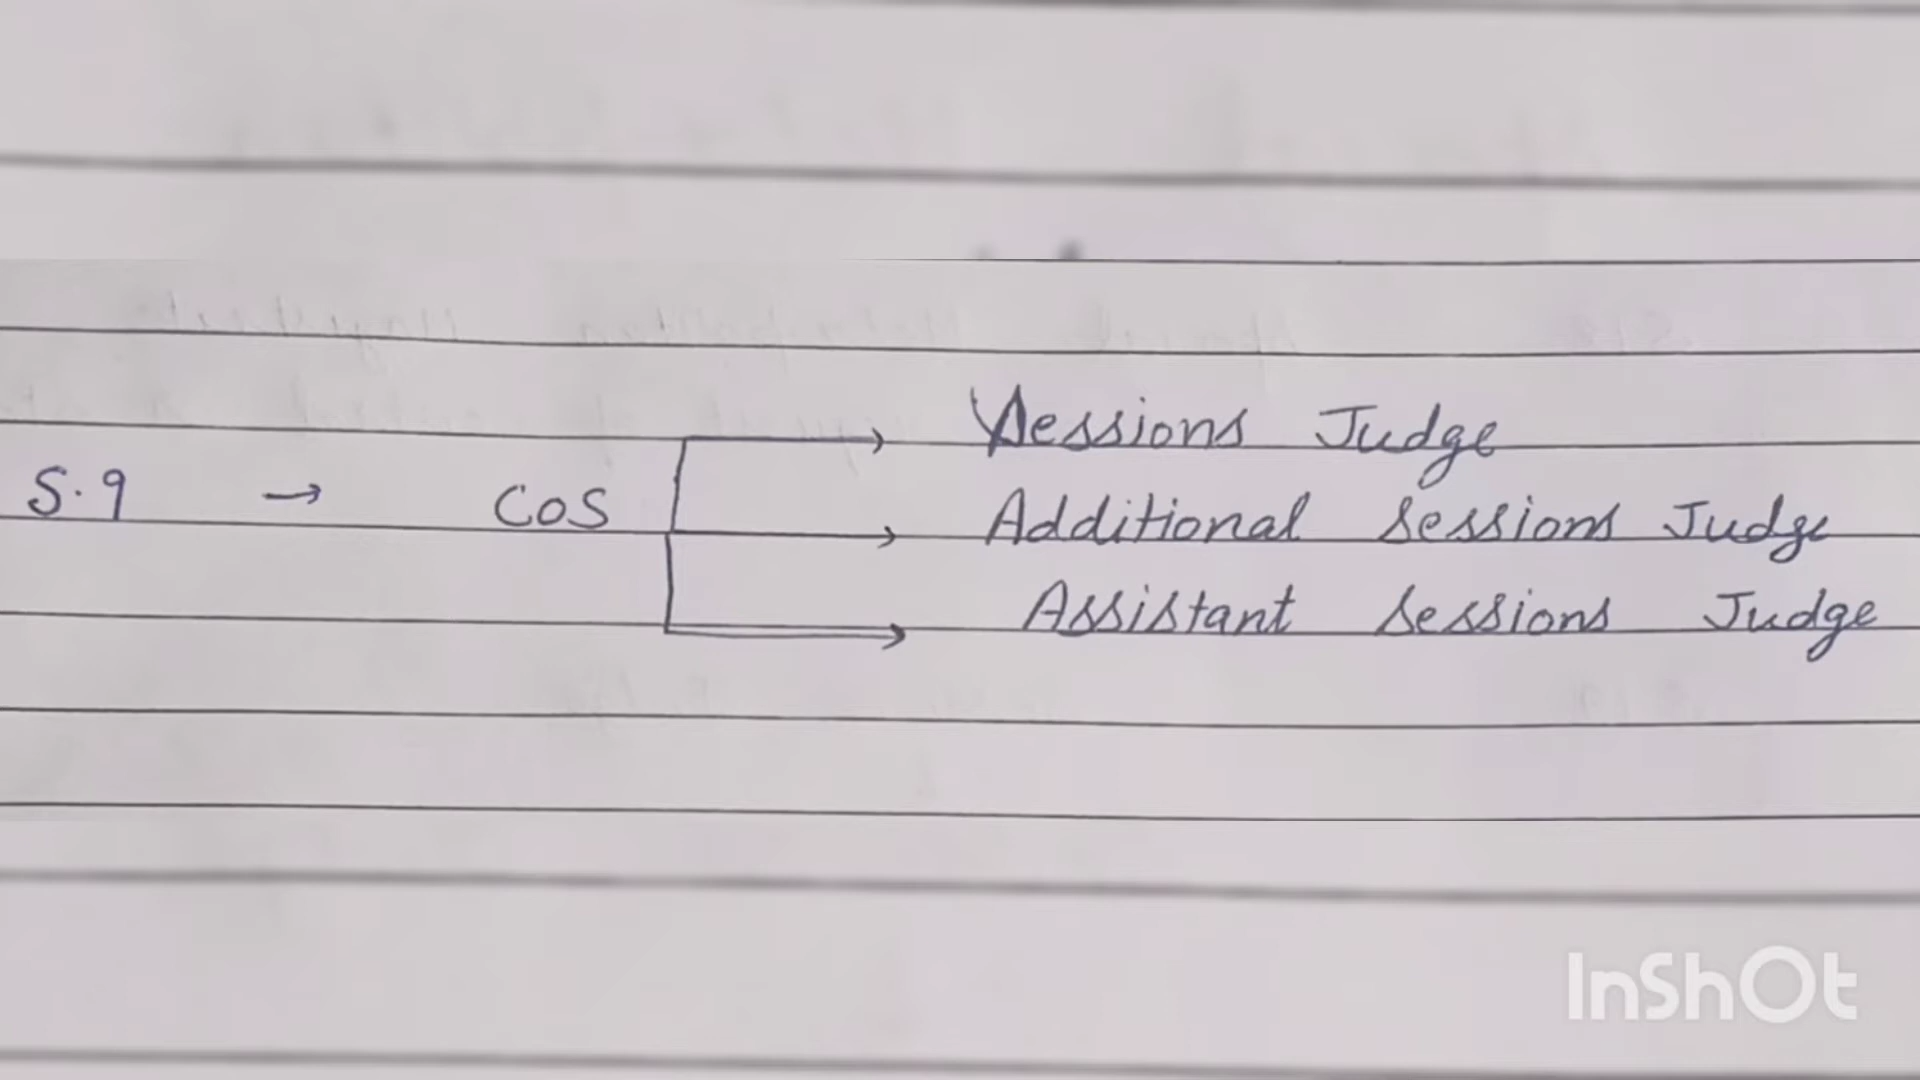 Sessions Judge
S.9 → COS → Additional Sessions Judge
Assistant Sessions Judge
InShOt